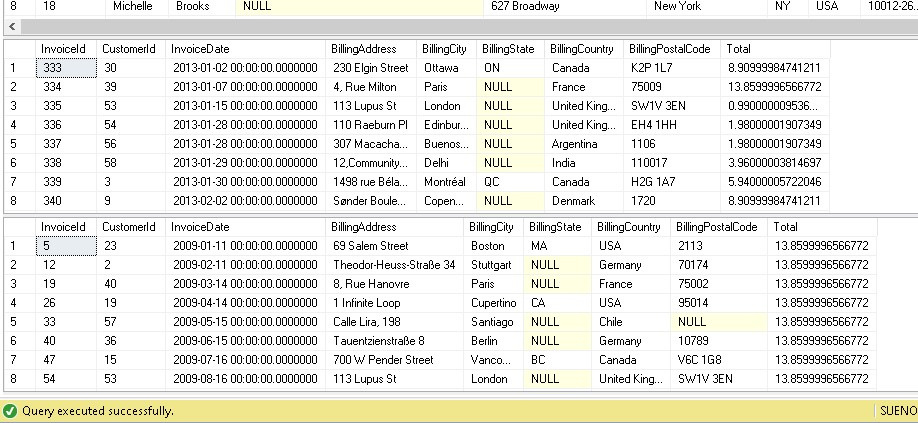 8 18 Michelle Brooks NULL 627 Broadway New York NY USA 10012-26...
InvoiceId CustomerId InvoiceDate BillingAddress BillingCity BillingState BillingCountry BillingPostalCode Total
1 333 30 2013-01-02 00:00:00.0000000 230 Elgin Street Ottawa ON Canada K2P 1L7 8.90999984741211
2 334 39 2013-01-07 00:00:00.0000000 4, Rue Milton Paris NULL France 75009 13.8599996566772
3 335 53 2013-01-15 00:00:00.0000000 113 Lupus St London NULL United King... SW1V 3EN 0.990000009536...
4 336 54 2013-01-28 00:00:00.0000000 110 Raeburn Pl Edinbur... NULL United King... EH4 1HH 1.98000001907349
5 337 56 2013-01-28 00:00:00.0000000 307 Macacha... Buenos... NULL Argentina 1106 1.98000001907349
6 338 58 2013-01-29 00:00:00.0000000 12,Community... Delhi NULL India 110017 3.96000003814697
7 339 3 2013-01-30 00:00:00.0000000 1498 rue Béla... Montréal QC Canada H2G 1A7 5.94000005722046
8 340 9 2013-02-02 00:00:00.0000000 Sønder Boule... Copen... NULL Denmark 1720 8.90999984741211
InvoiceId CustomerId InvoiceDate BillingAddress BillingCity BillingState BillingCountry BillingPostalCode Total
1 5 23 2009-01-11 00:00:00.0000000 69 Salem Street Boston MA USA 2113 13.8599996566772
2 12 2 2009-02-11 00:00:00.0000000 Theodor-Heuss-Straße 34 Stuttgart NULL Germany 70174 13.8599996566772
3 19 40 2009-03-14 00:00:00.0000000 8, Rue Hanovre Paris NULL France 75002 13.8599996566772
4 26 19 2009-04-14 00:00:00.0000000 1 Infinite Loop Cupertino CA USA 95014 13.8599996566772
5 33 57 2009-05-15 00:00:00.0000000 Calle Lira, 198 Santiago NULL Chile NULL 13.8599996566772
6 40 36 2009-06-15 00:00:00.0000000 Tauentzienstraße 8 Berlin NULL Germany 10789 13.8599996566772
7 47 15 2009-07-16 00:00:00.0000000 700 W Pender Street Vanco... BC Canada V6C 1G8 13.8599996566772
8 54 53 2009-08-16 00:00:00.0000000 113 Lupus St London NULL United King... SW1V 3EN 13.8599996566772
Query executed successfully. SUENO